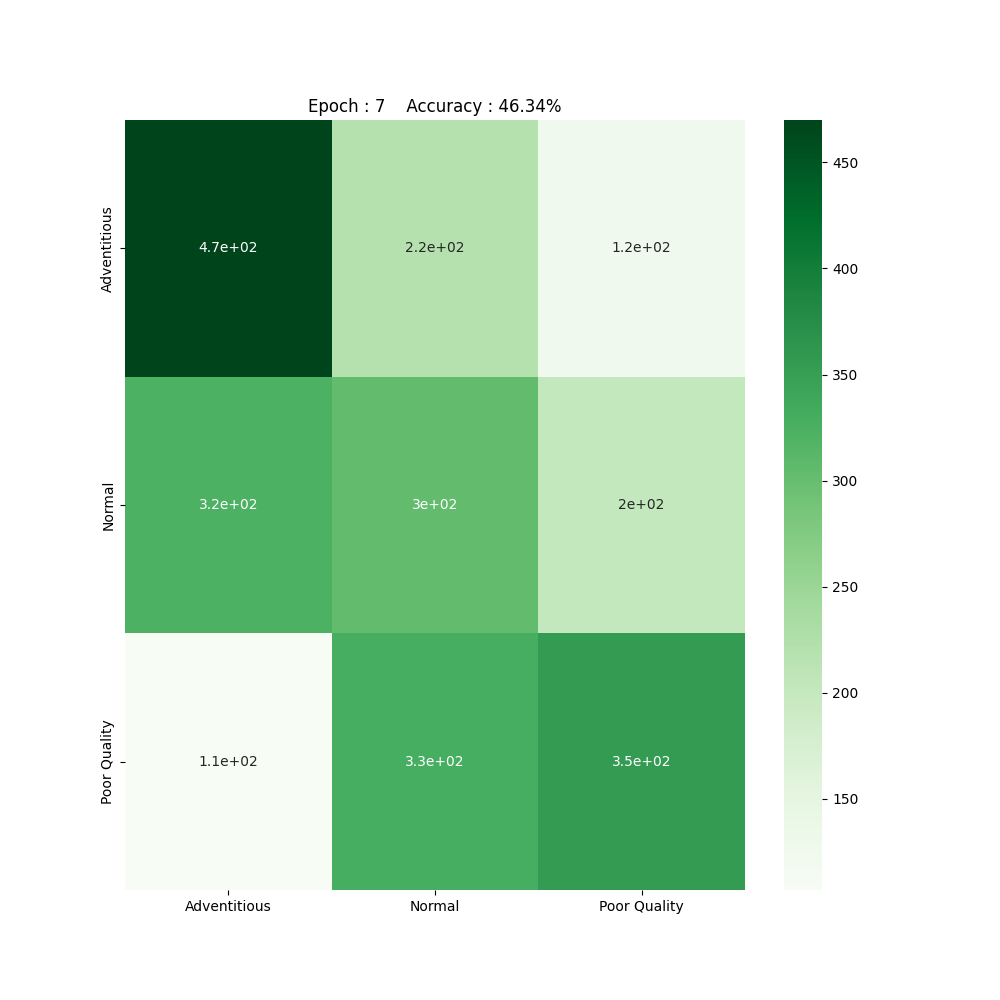 Epoch : 7    Accuracy : 46.34%
Adventitious
4.7e+02
2.2e+02
1.2e+02
Normal
3.2e+02
3e+02
2e+02
Poor Quality
1.1e+02
3.3e+02
3.5e+02
Adventitious
Normal
Poor Quality
450
400
350
300
250
200
150